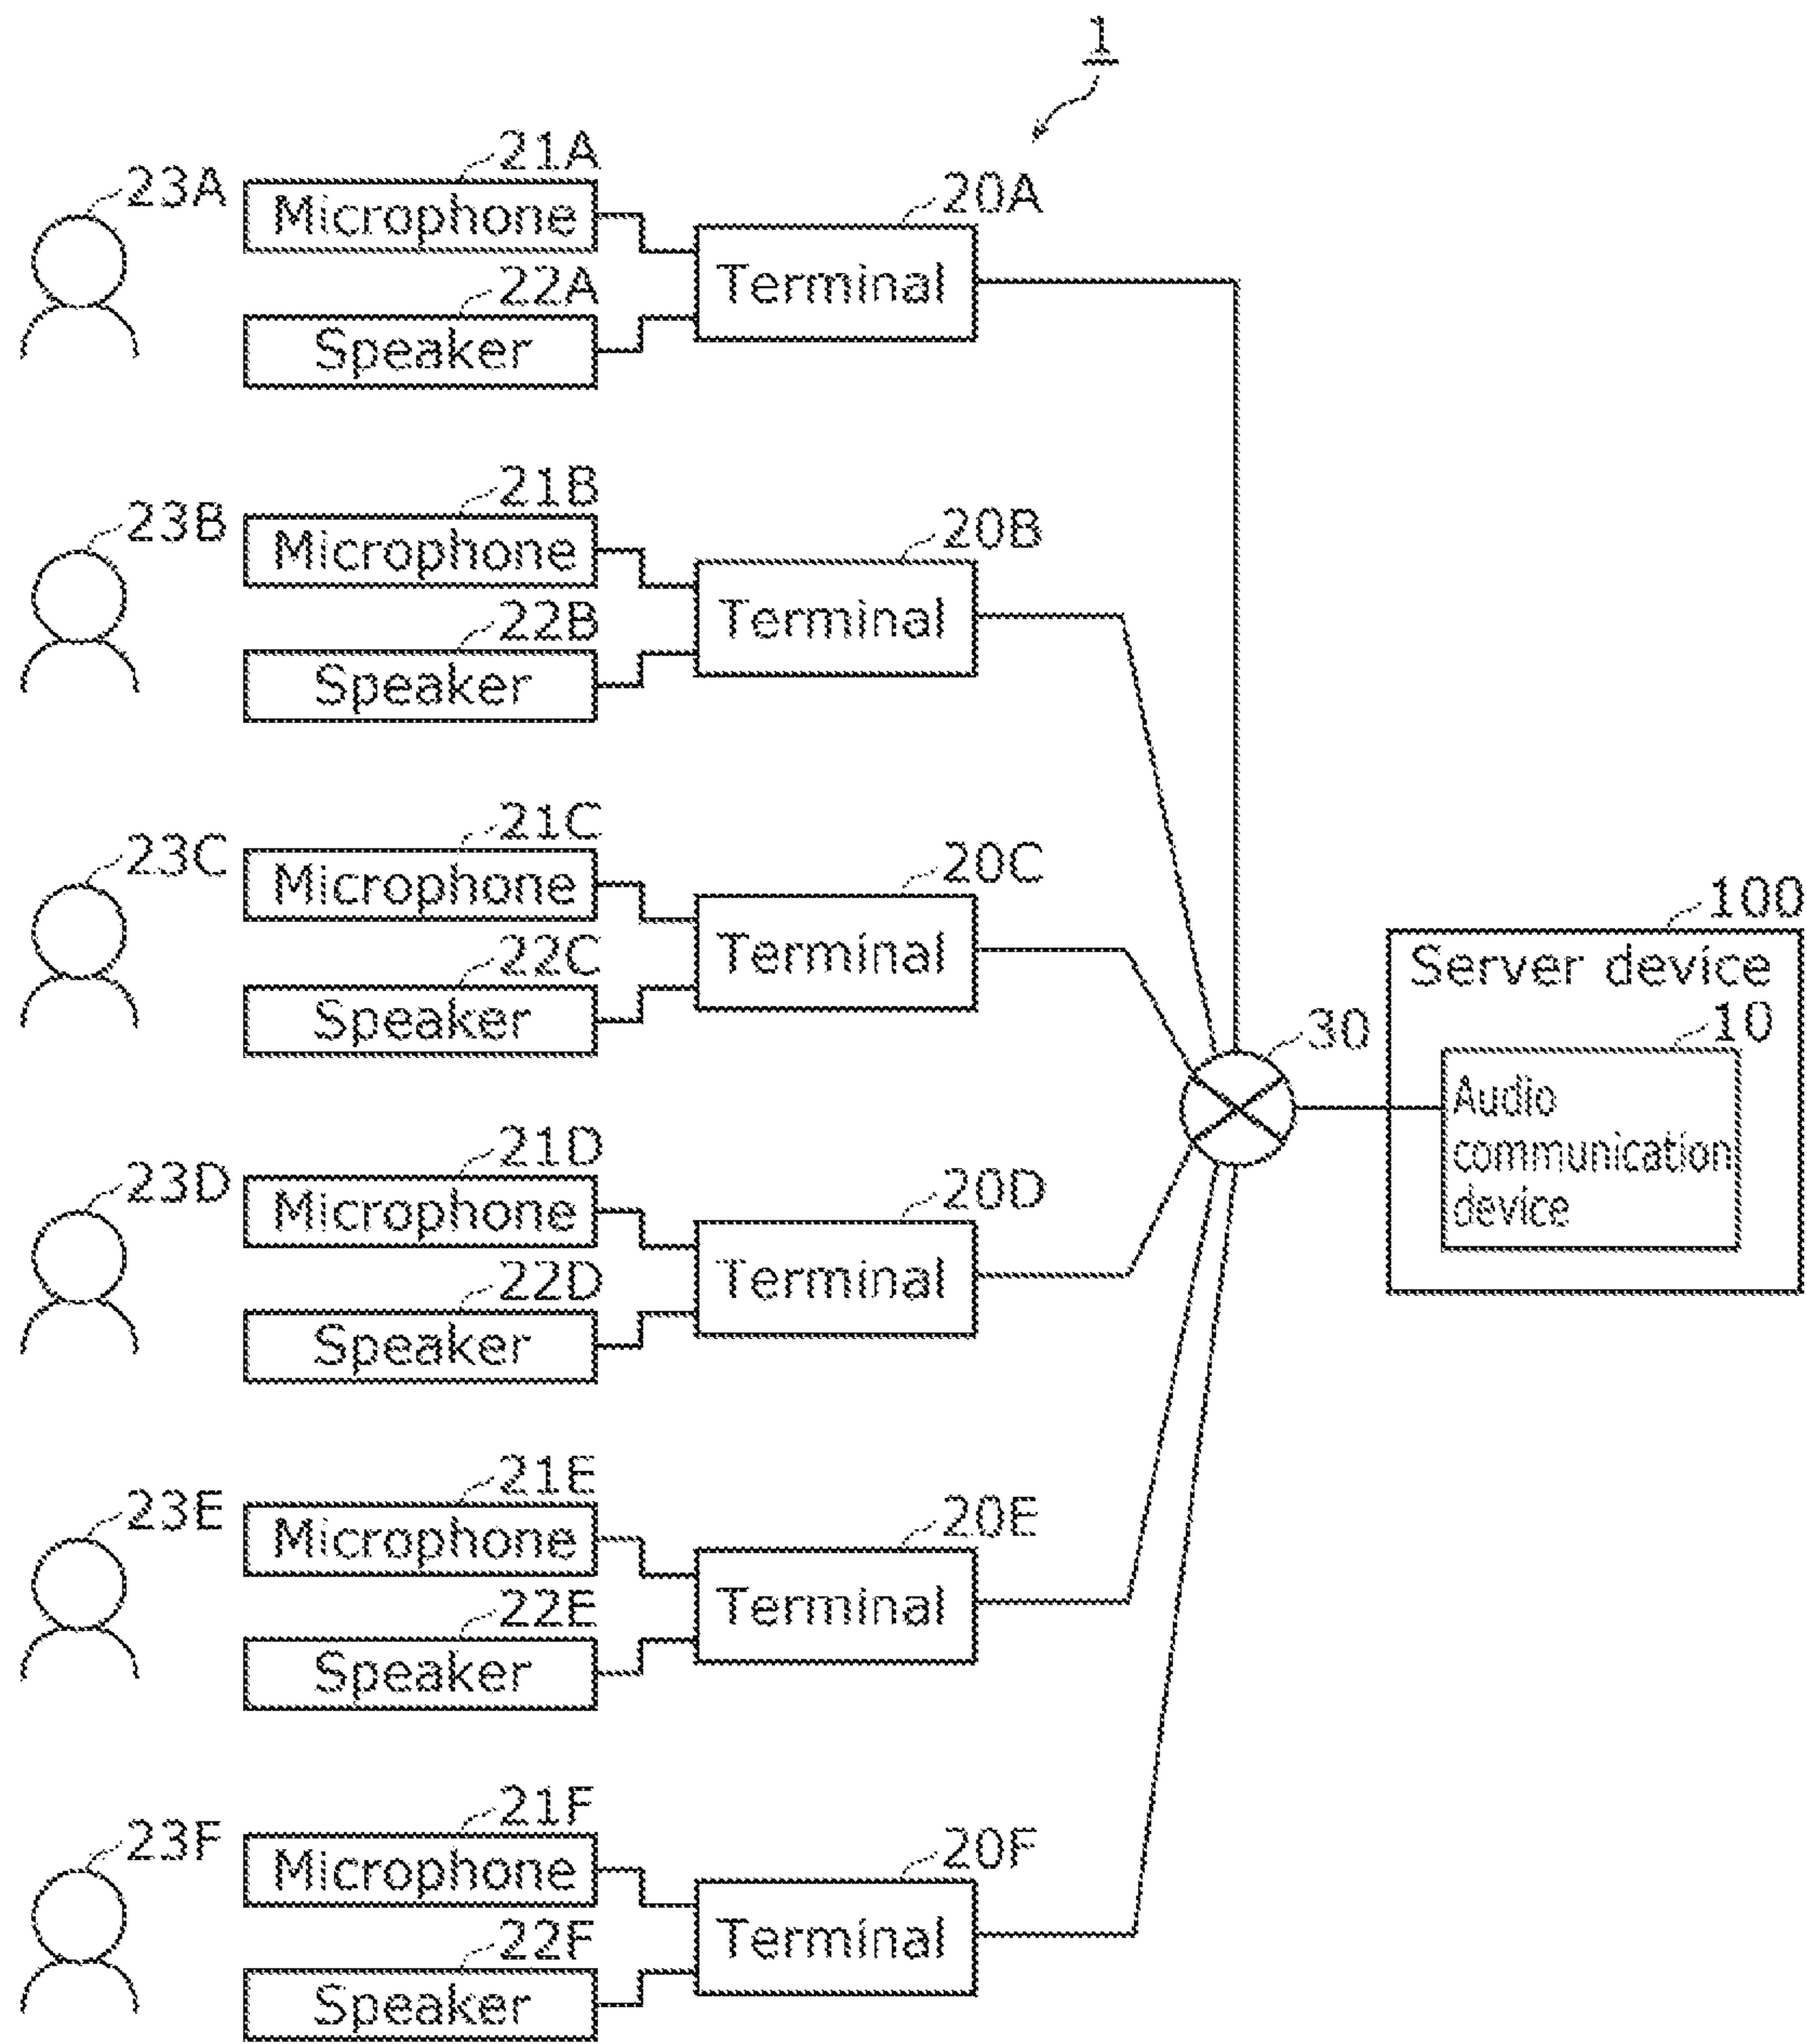 1
23A
21A
Microphone
22A
Speaker
20A
Terminal
23B
21B
Microphone
22B
Speaker
20B
Terminal
23C
21C
Microphone
22C
Speaker
20C
Terminal
23D
21D
Microphone
22D
Speaker
20D
Terminal
23E
21E
Microphone
22E
Speaker
20E
Terminal
23F
21F
Microphone
22F
Speaker
20F
Terminal
30
100
Server device
10
Audio
communication
device